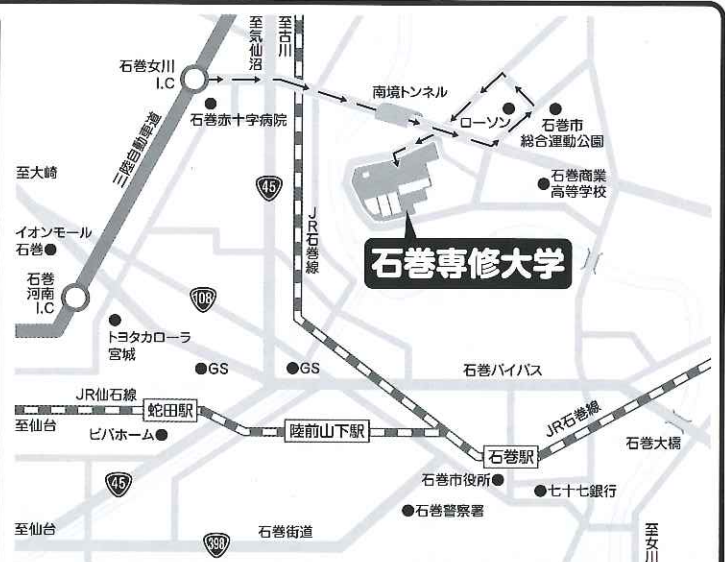 至気仙沼
至古川
石巻女川
I.C
南境トンネル
石巻赤十字病院
ローソン
石巻市
総合運動公園
三陸自動車道
至大崎
45
石巻商業
高等学校
JR石巻線
イオンモール
石巻
石巻専修大学
石巻
河南
I.C
108
トヨタカローラ
宮城
GS
GS
石巻バイパス
JR仙石線
蛇田駅
至仙台
ビバホーム
陸前山下駅
JR石巻線
石巻大橋
石巻駅
石巻市役所
七十七銀行
45
石巻警察署
至仙台
石巻街道
398
至女川